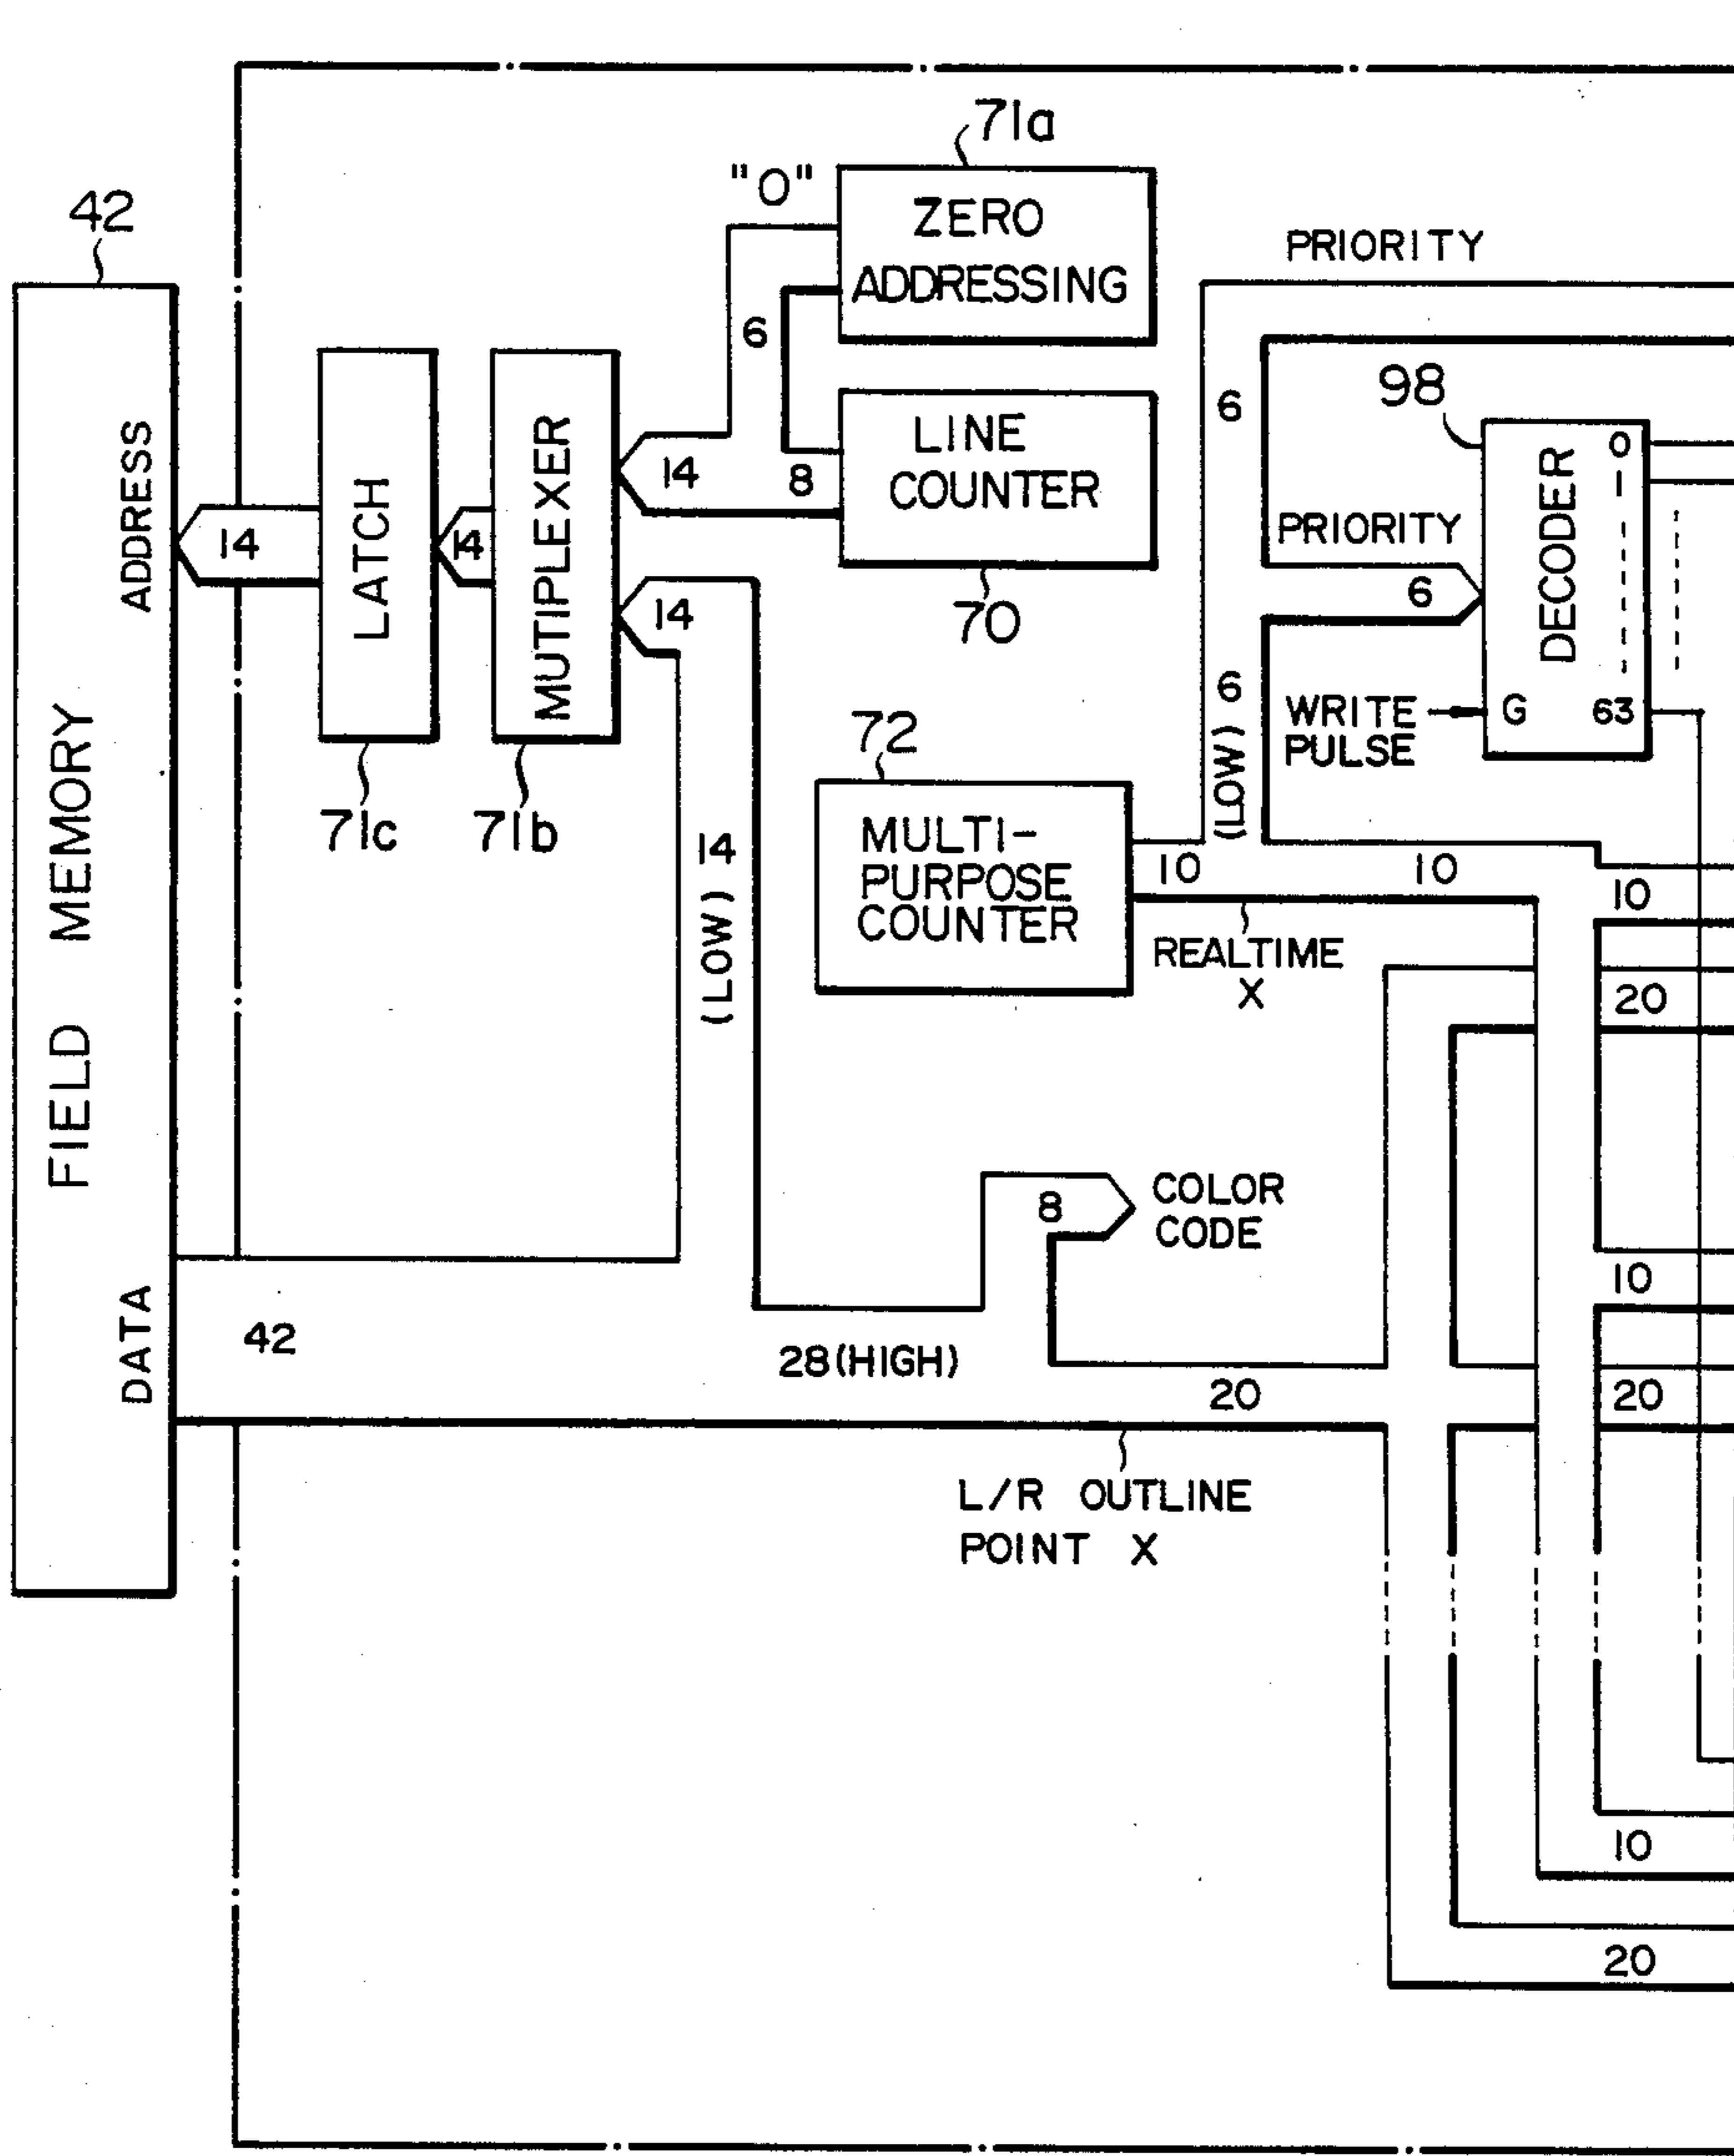 71a
"O"
ZERO
ADDRESSING
42
PRIORITY
6
6
98
LINE
COUNTER
14
8
0
1
DECODER
PRIORITY
6
ADDRESS
14
LATCH
14
MUTIPLEXER
14
70
6
(LOW)
WRITE
PULSE
G
63
72
71c
71b
FIELD MEMORY
14
(LOW)
MULTI-
PURPOSE
COUNTER
10
10
10
REALTIME
X
20
8
COLOR
CODE
10
DATA
42
28(HIGH)
20
20
L/R OUTLINE
POINT X
10
20